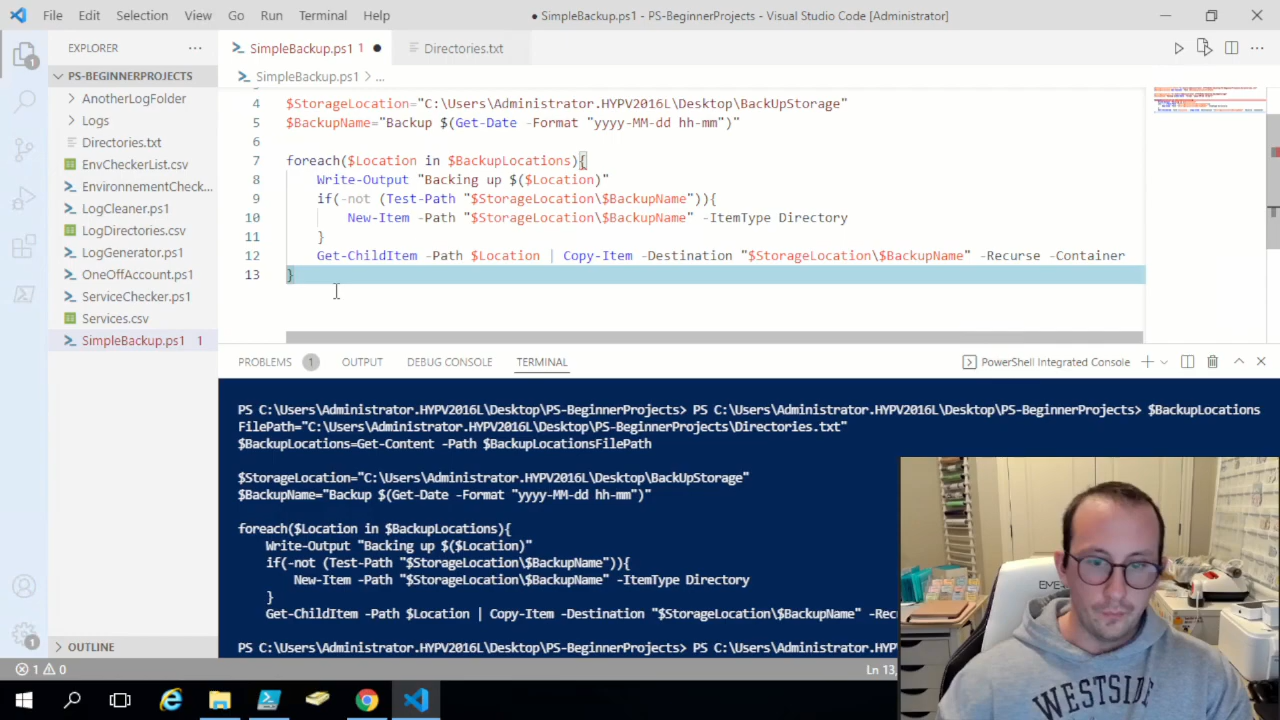 File Edit Selection View Go Run Terminal Help
● SimpleBackup.ps1 - PS-BeginnerProjects - Visual Studio Code [Administrator]
EXPLORER
SimpleBackup.ps1 1 ●
Directories.txt
PS-BEGINNERPROJECTS
SimpleBackup.ps1 > ...
AnotherLogFolder
Logs
Directories.txt
EnvCheckerList.csv
EnvironnementCheck...
LogCleaner.ps1
LogDirectories.csv
LogGenerator.ps1
OneOffAccount.ps1
ServiceChecker.ps1
Services.csv
SimpleBackup.ps1 1
OUTLINE
4 $StorageLocation="C:\Users\Administrator.HYPV2016L\Desktop\BackUpStorage"
5 $BackupName="Backup $(Get-Date -Format "yyyy-MM-dd hh-mm")"
6
7 foreach($Location in $BackupLocations){
8 Write-Output "Backing up $($Location)"
9 if(-not (Test-Path "$StorageLocation\$BackupName")){
10 New-Item -Path "$StorageLocation\$BackupName" -ItemType Directory
11 }
12 Get-ChildItem -Path $Location | Copy-Item -Destination "$StorageLocation\$BackupName" -Recurse -Container
13 }
PROBLEMS 1 OUTPUT DEBUG CONSOLE TERMINAL
PowerShell Integrated Console
PS C:\Users\Administrator.HYPV2016L\Desktop\PS-BeginnerProjects> PS C:\Users\Administrator.HYPV2016L\Desktop\PS-BeginnerProjects> $BackupLocations
FilePath="C:\Users\Administrator.HYPV2016L\Desktop\PS-BeginnerProjects\Directories.txt"
$BackupLocations=Get-Content -Path $BackupLocationsFilePath
$StorageLocation="C:\Users\Administrator.HYPV2016L\Desktop\BackUpStorage"
$BackupName="Backup $(Get-Date -Format "yyyy-MM-dd hh-mm")"
foreach($Location in $BackupLocations){
Write-Output "Backing up $($Location)"
if(-not (Test-Path "$StorageLocation\$BackupName")){
New-Item -Path "$StorageLocation\$BackupName" -ItemType Directory
}
Get-ChildItem -Path $Location | Copy-Item -Destination "$StorageLocation\$BackupName" -Rec
PS C:\Users\Administrator.HYPV2016L\Desktop\PS-BeginnerProjects> PS C:\Users\Administrator.HYP
1 0
Ln 13,
WESTSIDE